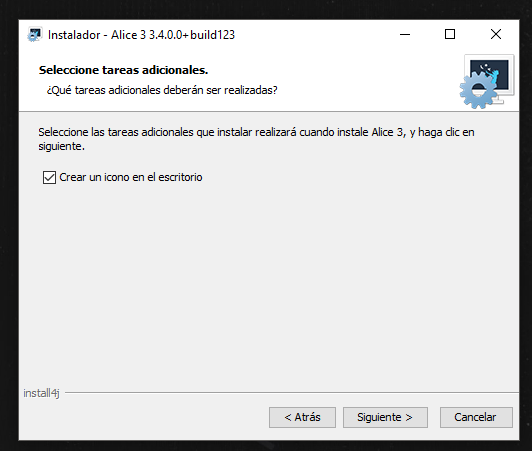 Instalador - Alice 3 3.4.0.0+build123
Seleccione tareas adicionales.
¿Qué tareas adicionales deberán ser realizadas?
Seleccione las tareas adicionales que instalar realizará cuando instale Alice 3, y haga clic en
siguiente.
Crear un icono en el escritorio
install4j
< Atrás
Siguiente >
Cancelar